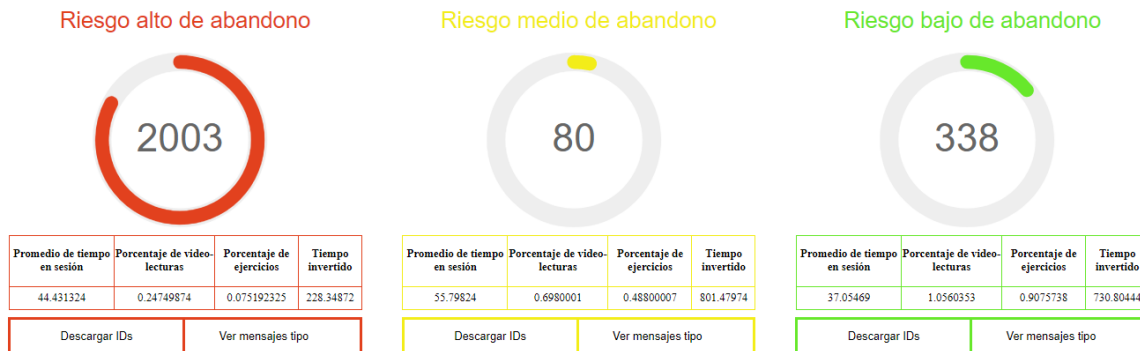 Riesgo alto de abandono
2003
Promedio de tiempo en sesión Porcentaje de video-lecturas Porcentaje de ejercicios Tiempo invertido
44.431324 0.24749874 0.075192325 228.34872
Descargar IDs Ver mensajes tipo
Riesgo medio de abandono
80
Promedio de tiempo en sesión Porcentaje de video-lecturas Porcentaje de ejercicios Tiempo invertido
55.79824 0.6980001 0.48800007 801.47974
Descargar IDs Ver mensajes tipo
Riesgo bajo de abandono
338
Promedio de tiempo en sesión Porcentaje de video-lecturas Porcentaje de ejercicios Tiempo invertido
37.05469 1.0560353 0.9075738 730.80444
Descargar IDs Ver mensajes tipo